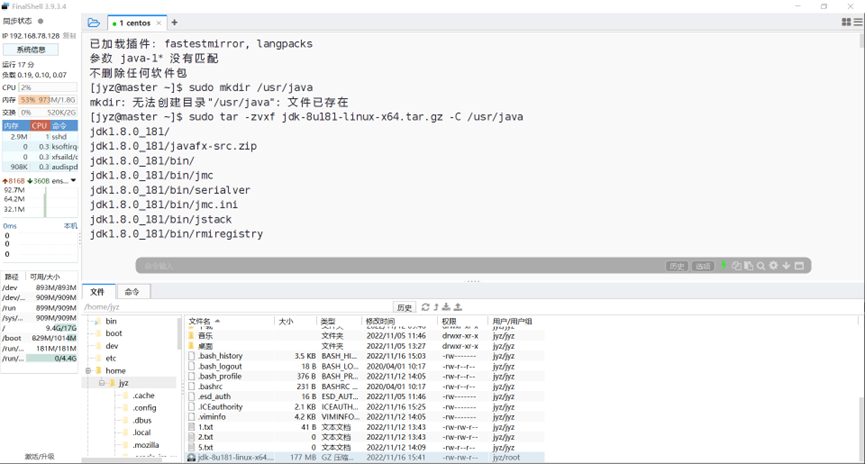 FinalShell 3.9.3.4
同步状态
IP 192.168.78.128 复制
系统信息
运行 17 分
负载 0.19, 0.10, 0.07
CPU 2%
内存 53% 973M/1.8G
交换 0% 520K/2G
内存 CPU 命令
2.9M 1 sshd
0 0.3 ksoftirq-
0 0.3 xfsaild/c
908K 0.3 audispd
816B 360B ens...
92.7M
64.2M
32.1M
0ms 本机
0
0
0
路径 可用/大小
/dev 893M/893M
/dev/... 909M/909M
/run 899M/909M
/sys/... 909M/909M
/ 9.4G/17G
/boot 829M/1014M
/run/... 181M/181M
/run/... 0/4.4G
激活/升级
1 centos × +
已加载插件: fastestmirror, langpacks
参数 java-1* 没有匹配
不删除任何软件包
[jyz@master ~]$ sudo mkdir /usr/java
mkdir: 无法创建目录"/usr/java": 文件已存在
[jyz@master ~]$ sudo tar -zvxf jdk-8u181-linux-x64.tar.gz -C /usr/java
jdk1.8.0_181/
jdk1.8.0_181/javafx-src.zip
jdk1.8.0_181/bin/
jdk1.8.0_181/bin/jmc
jdk1.8.0_181/bin/serialver
jdk1.8.0_181/bin/jmc.ini
jdk1.8.0_181/bin/jstack
jdk1.8.0_181/bin/rmiregistry
命令输入
历史 选项
文件 命令
/home/jyz
历史
bin
boot
dev
etc
home
jyz
.cache
.config
.dbus
.local
.mozilla
文件名 大小 类型 修改时间 权限 用户/用户组
音乐 文件夹 2022/11/05 11:46 drwxr-xr-x jyz/jyz
桌面 文件夹 2022/11/05 13:27 drwxr-xr-x jyz/jyz
.bash_history 3.5 KB BASH_HI... 2022/11/16 15:03 -rw------- jyz/jyz
.bash_logout 18 B BASH_LO... 2020/04/01 10:17 -rw-r--r-- jyz/jyz
.bash_profile 376 B BASH_PR... 2022/11/12 14:05 -rw-r--r-- jyz/jyz
.bashrc 231 B BASHRC ... 2020/04/01 10:17 -rw-r--r-- jyz/jyz
.esd_auth 16 B ESD_AUT... 2022/11/05 11:46 -rw------- jyz/jyz
.ICEauthority 2.1 KB ICEAUTH... 2022/11/16 15:25 -rw------- jyz/jyz
.viminfo 4.2 KB VIMINFO... 2022/11/12 14:05 -rw------- jyz/jyz
1.txt 41 B 文本文档 2022/11/12 13:43 -rw-rw-r-- jyz/jyz
2.txt 0 文本文档 2022/11/12 13:43 -rw-rw-r-- jyz/jyz
5.txt 0 文本文档 2022/11/12 14:09 -rw-r--r-- jyz/jyz
jdk-8u181-linux-x64.... 177 MB GZ 压缩... 2022/11/16 15:41 -rw-rw-r-- jyz/root